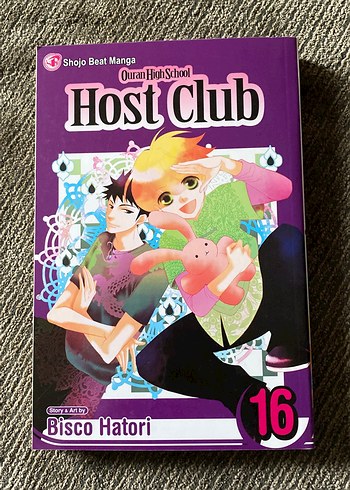 Shojo Beat Manga
Ouran High School
Host Club
Story & Art by
Bisco Hatori
16